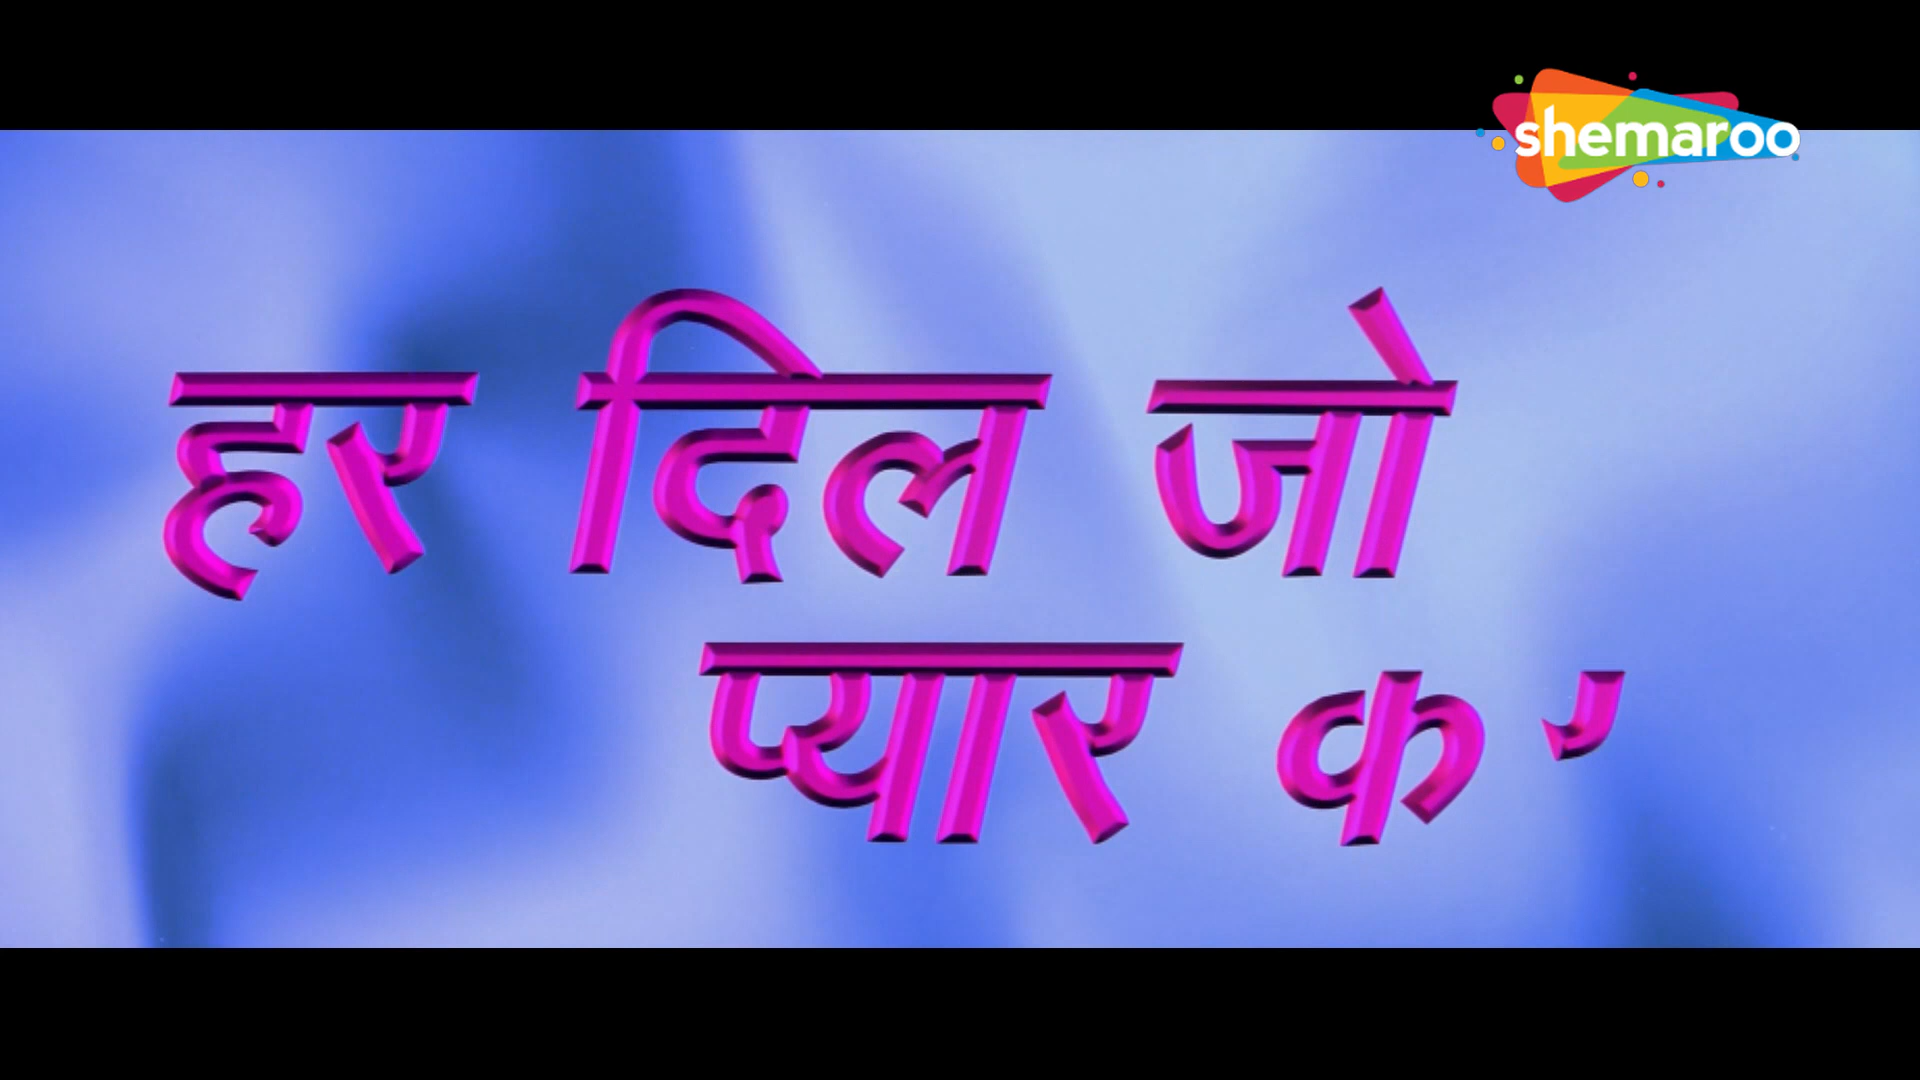 shemaroo
हर दिल जो
प्यार क